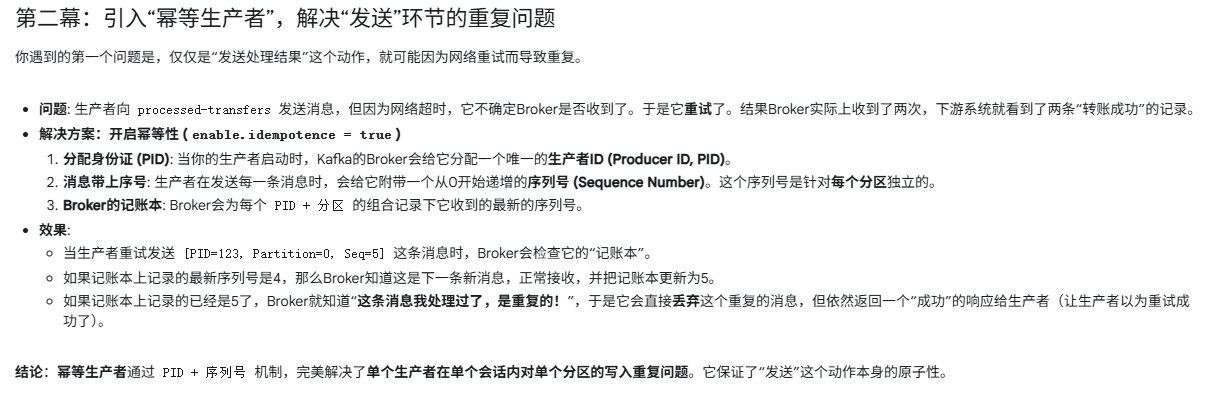 第二幕：引入“幂等生产者”，解决“发送”环节的重复问题
你遇到的第一个问题是，仅仅是“发送处理结果”这个动作，就可能因为网络重试而导致重复。
• 问题: 生产者向 processed-transfers 发送消息，但因为网络超时，它不确定Broker是否收到了。于是它重试了。结果Broker实际上收到了两次，下游系统就看到了两条“转账成功”的记录。
• 解决方案：开启幂等性 ( enable.idempotence = true )
1. 分配身份证 (PID): 当你的生产者启动时，Kafka的Broker会给它分配一个唯一的生产者ID (Producer ID, PID)。
2. 消息带上序号: 生产者在发送每一条消息时，会给它附带一个从0开始递增的序列号 (Sequence Number)。这个序列号是针对每个分区独立的。
3. Broker的记账本: Broker会为每个 PID + 分区 的组合记录下它收到的最新的序列号。
• 效果:
○ 当生产者重试发送 [PID=123, Partition=0, Seq=5] 这条消息时，Broker会检查它的“记账本”。
○ 如果记账本上记录的最新序列号是4，那么Broker知道这是下一条新消息，正常接收，并把记账本更新为5。
○ 如果记账本上记录的已经是5了，Broker就知道“这条消息我处理过了，是重复的！”，于是它会直接丢弃这个重复的消息，但依然返回一个“成功”的响应给生产者（让生产者以为重试成
功了）。
结论：幂等生产者通过 PID + 序列号 机制，完美解决了单个生产者在单个会话内对单个分区的写入重复问题。它保证了“发送”这个动作本身的原子性。